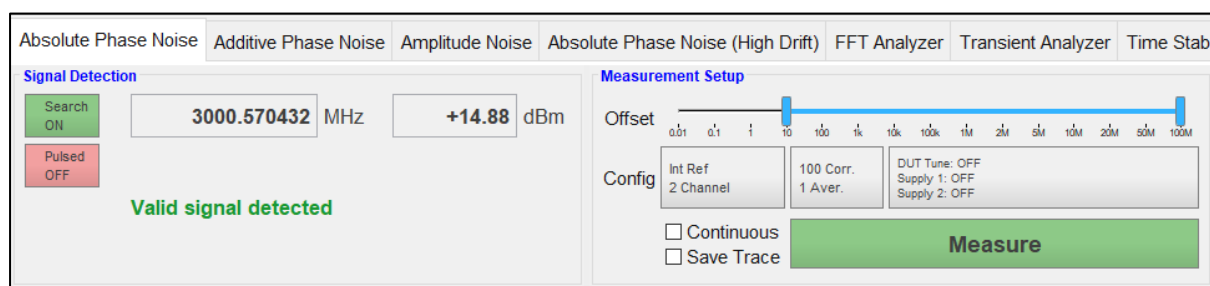 Absolute Phase Noise Additive Phase Noise Amplitude Noise Absolute Phase Noise (High Drift) FFT Analyzer Transient Analyzer Time Stab
Signal Detection
Search
ON
3000.570432 MHz +14.88 dBm
Pulsed
OFF
Valid signal detected
Measurement Setup
Offset
0.01 0.1 1 10 100 1k 10k 100k 1M 2M 5M 10M 20M 50M 100M
Config
Int Ref
2 Channel
100 Corr.
1 Aver.
DUT Tune: OFF
Supply 1: OFF
Supply 2: OFF
Continuous
Save Trace
Measure